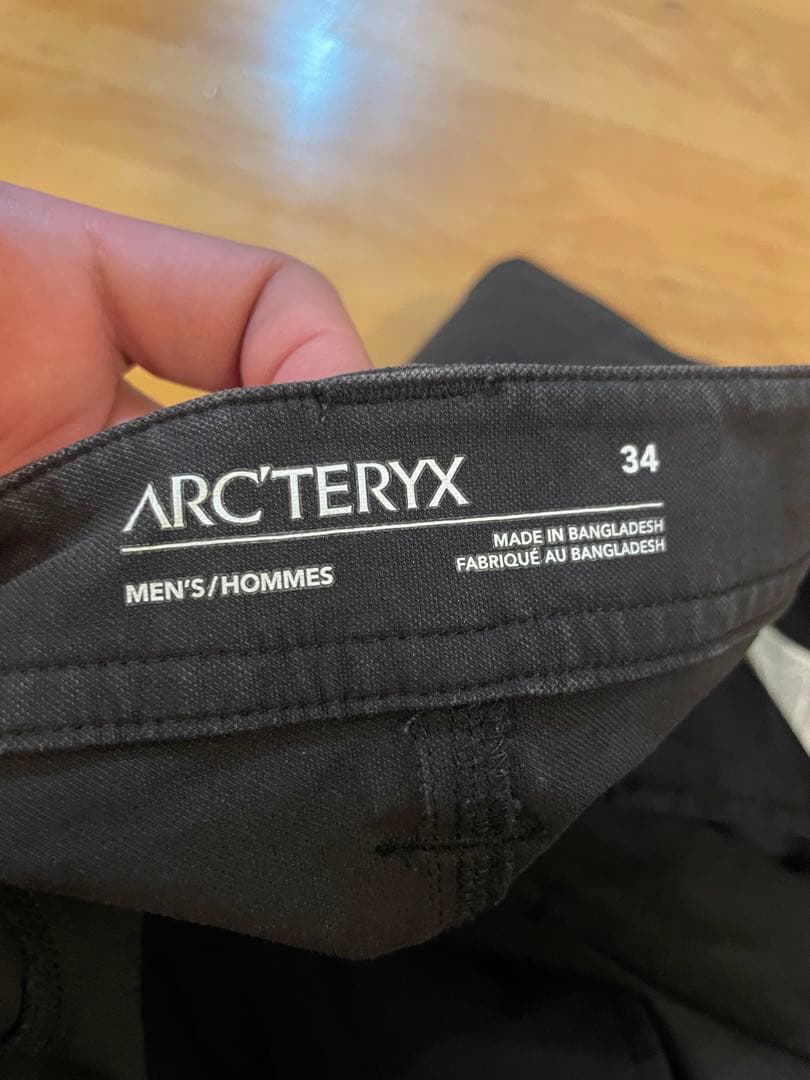 ARC'TERYX
34
MADE IN BANGLADESH
FABRIQUÉ AU BANGLADESH
MEN'S/HOMMES